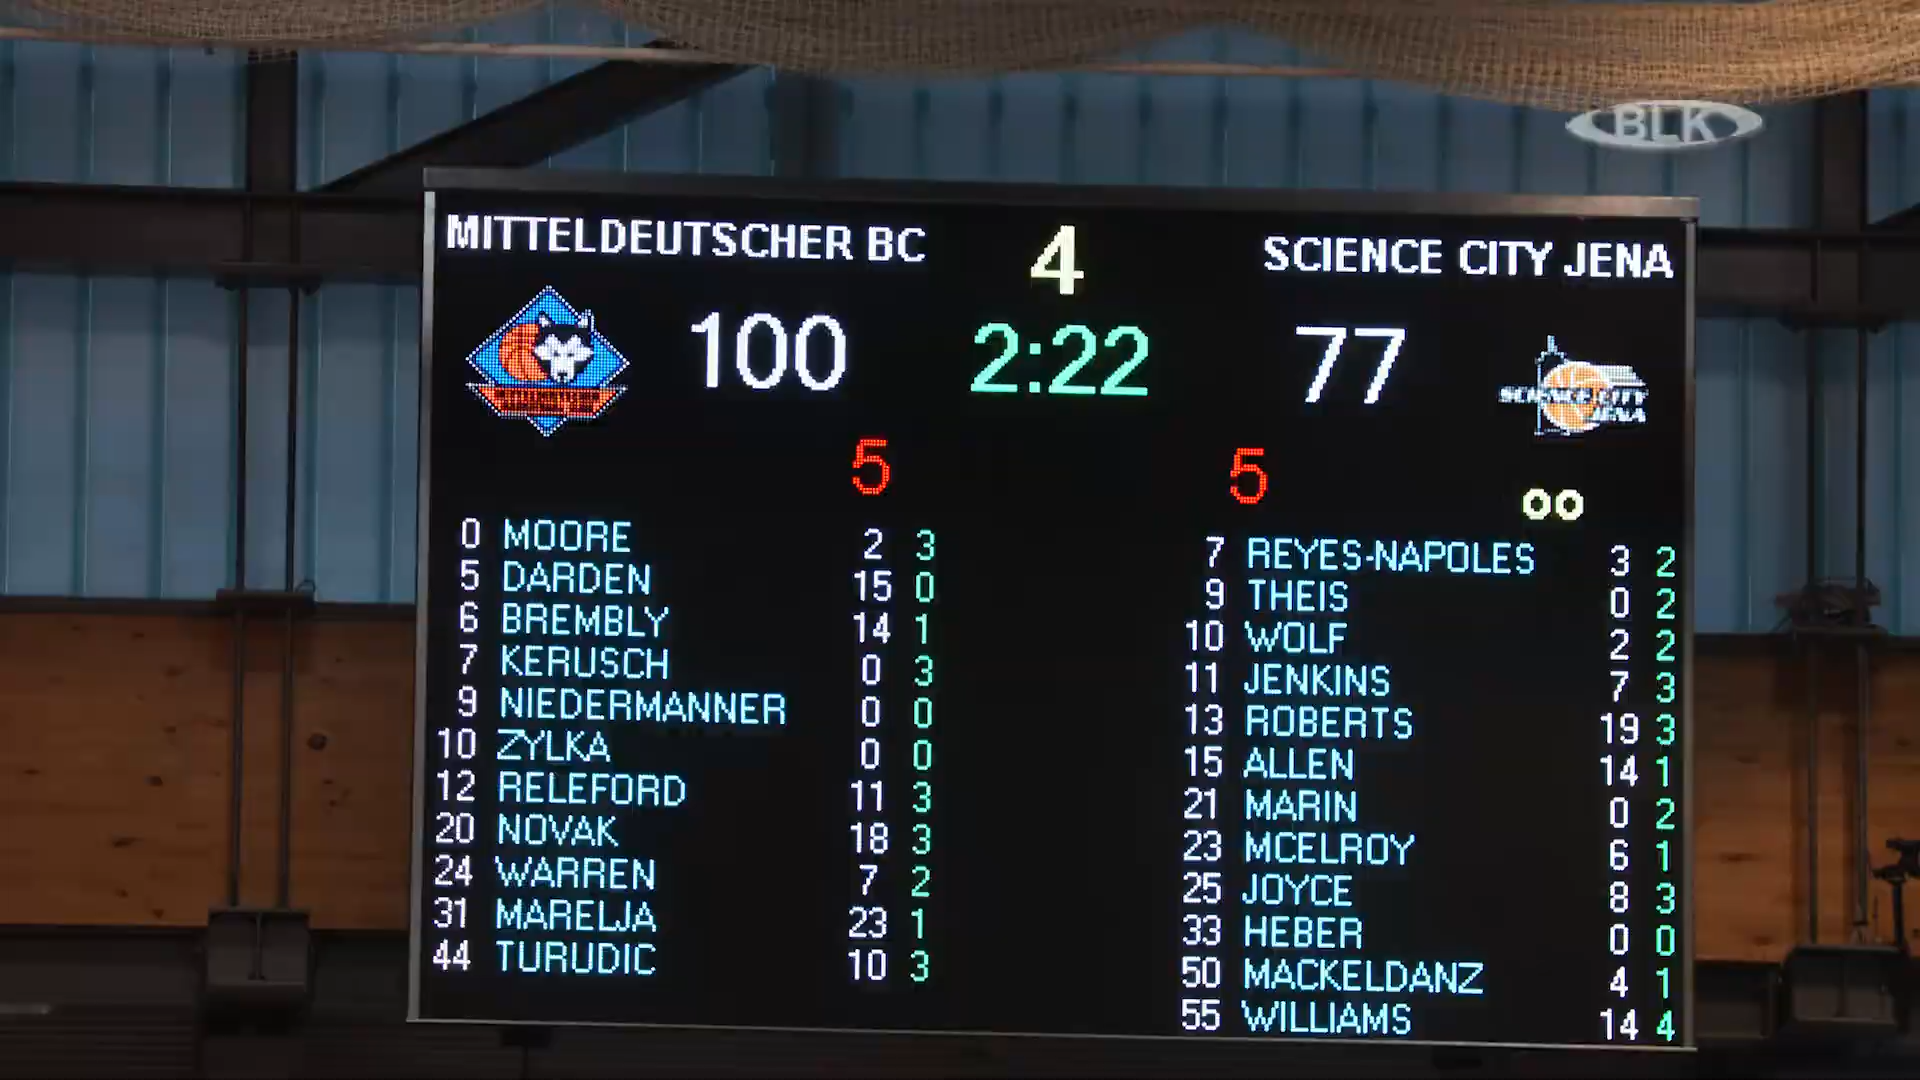 BLK
MITTELDEUTSCHER BC 4 SCIENCE CITY JENA
100 2:22 77
SCIENCE CITY
JENA
5 5 oo
0 MOORE 2 3
5 DARDEN 15 0
6 BREMBLY 14 1
7 KERUSCH 0 3
9 NIEDERMANNER 0 0
10 ZYLKA 0 0
12 RELEFORD 11 3
20 NOVAK 18 3
24 WARREN 7 2
31 MARELJA 23 1
44 TURUDIC 10 3
7 REYES-NAPOLES 3 2
9 THEIS 0 2
10 WOLF 2 2
11 JENKINS 7 3
13 ROBERTS 19 3
15 ALLEN 14 1
21 MARIN 0 2
23 MCELROY 6 1
25 JOYCE 8 3
33 HEBER 0 0
50 MACKELDANZ 4 1
55 WILLIAMS 14 4